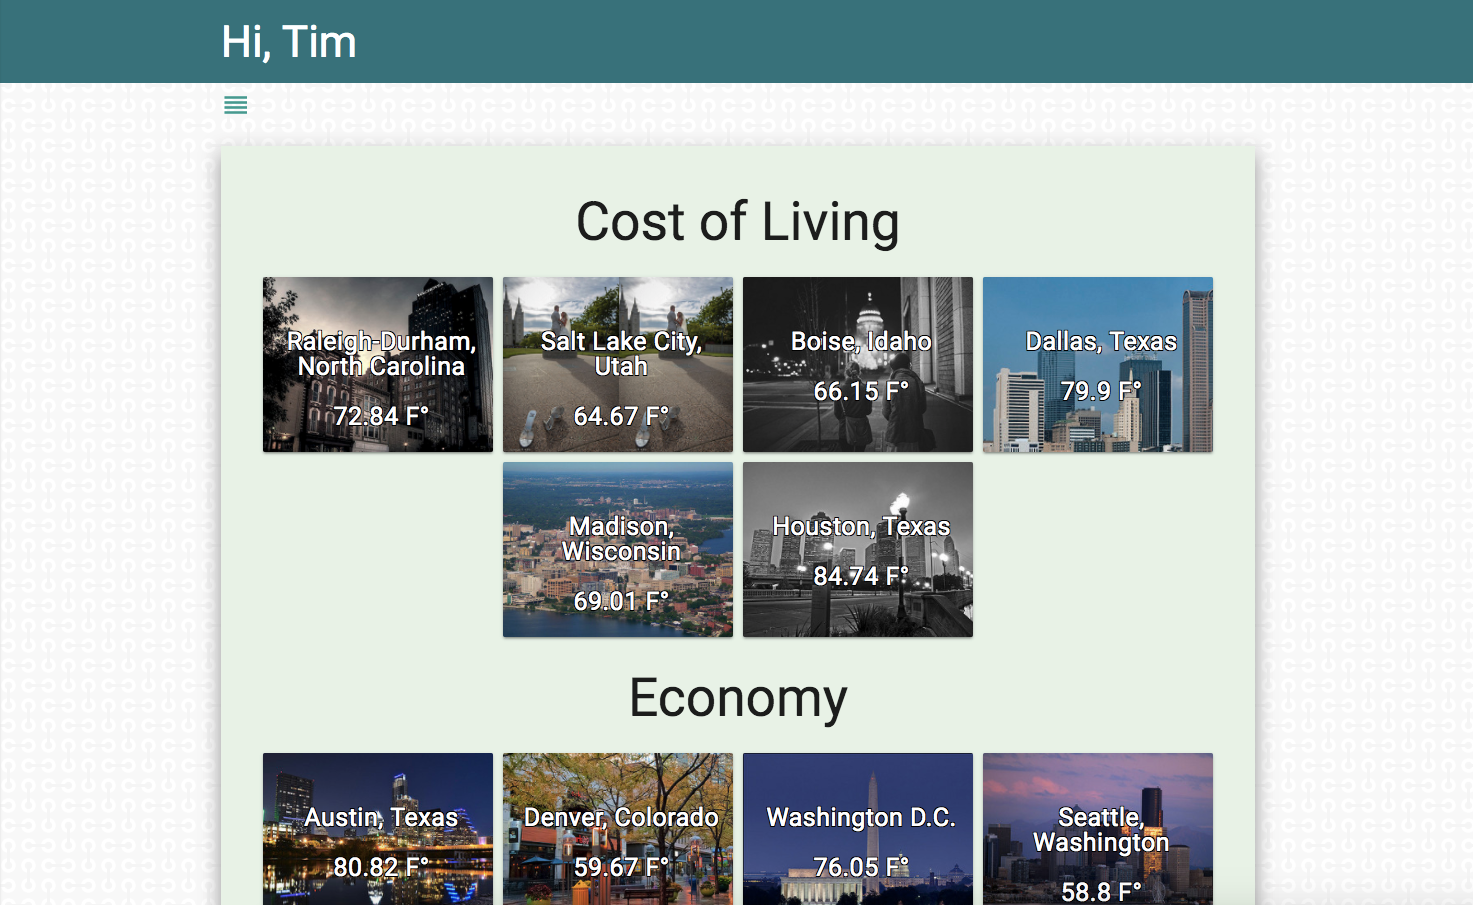 Hi, Tim
Cost of Living
Raleigh-Durham,
North Carolina
72.84 F°
Salt Lake City,
Utah
64.67 F°
Boise, Idaho
66.15 F°
Dallas, Texas
79.9 F°
Madison,
Wisconsin
69.01 F°
Houston, Texas
84.74 F°
Economy
Austin, Texas
80.82 F°
Denver, Colorado
59.67 F°
Washington D.C.
76.05 F°
Seattle,
Washington
58.8 F°